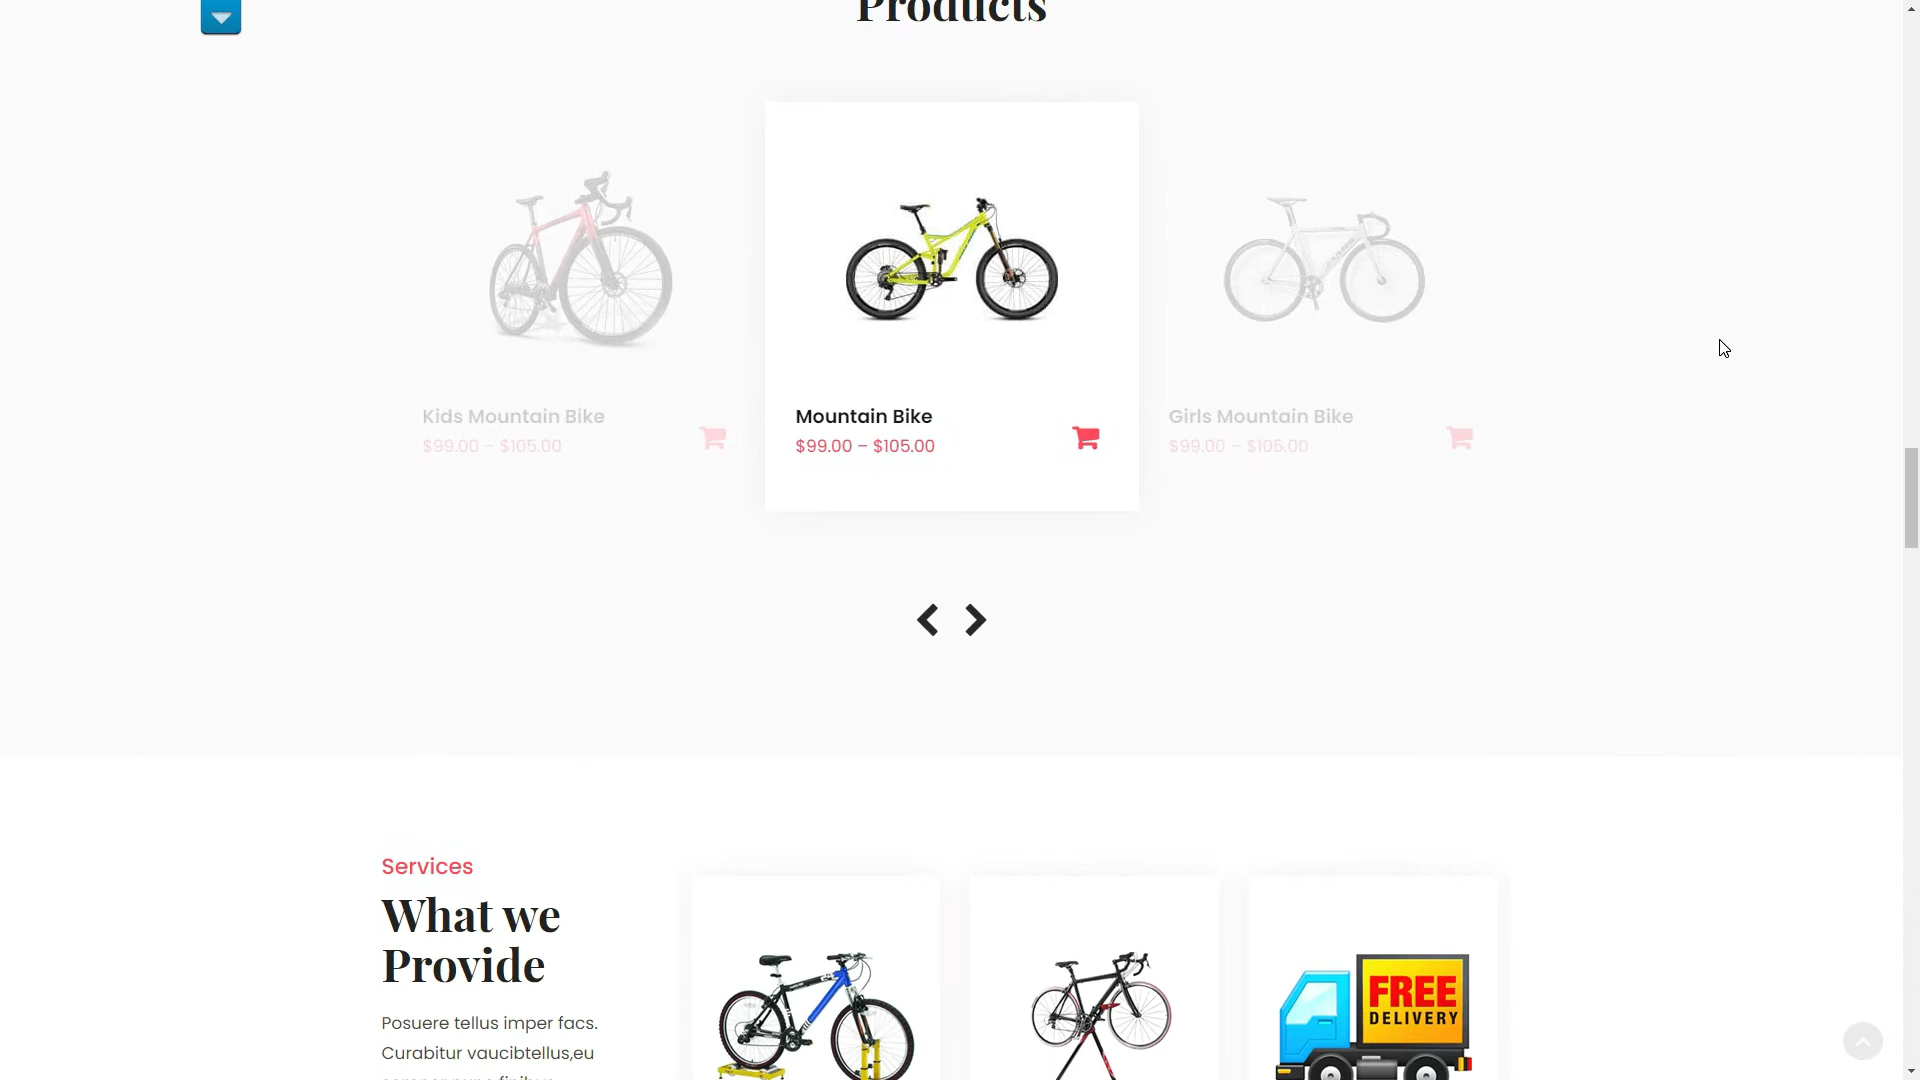 Products
Kids Mountain Bike
$99.00 – $105.00
Mountain Bike
$99.00 – $105.00
Girls Mountain Bike
$99.00 – $105.00
Services
What we
Provide
Posuere tellus imper facs.
Curabitur vaucibtellus,eu
FREE
DELIVERY